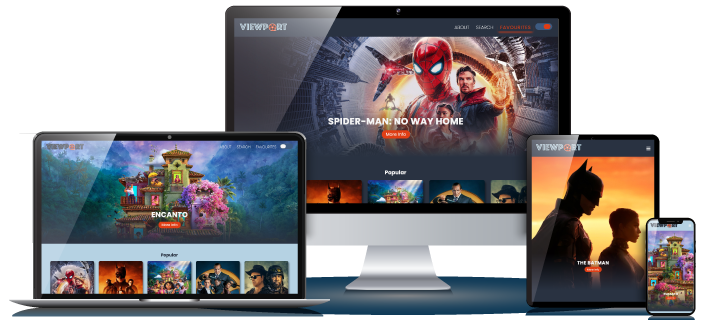 VIEWPORT
ABOUT SEARCH FAVOURITES
SPIDER-MAN: NO WAY HOME
More Info
Popular
VIEWPORT
ABOUT SEARCH FAVOURITES
ENCANTO
More Info
Popular
VIEWPORT
THE BATMAN
More Info
VIEWPORT